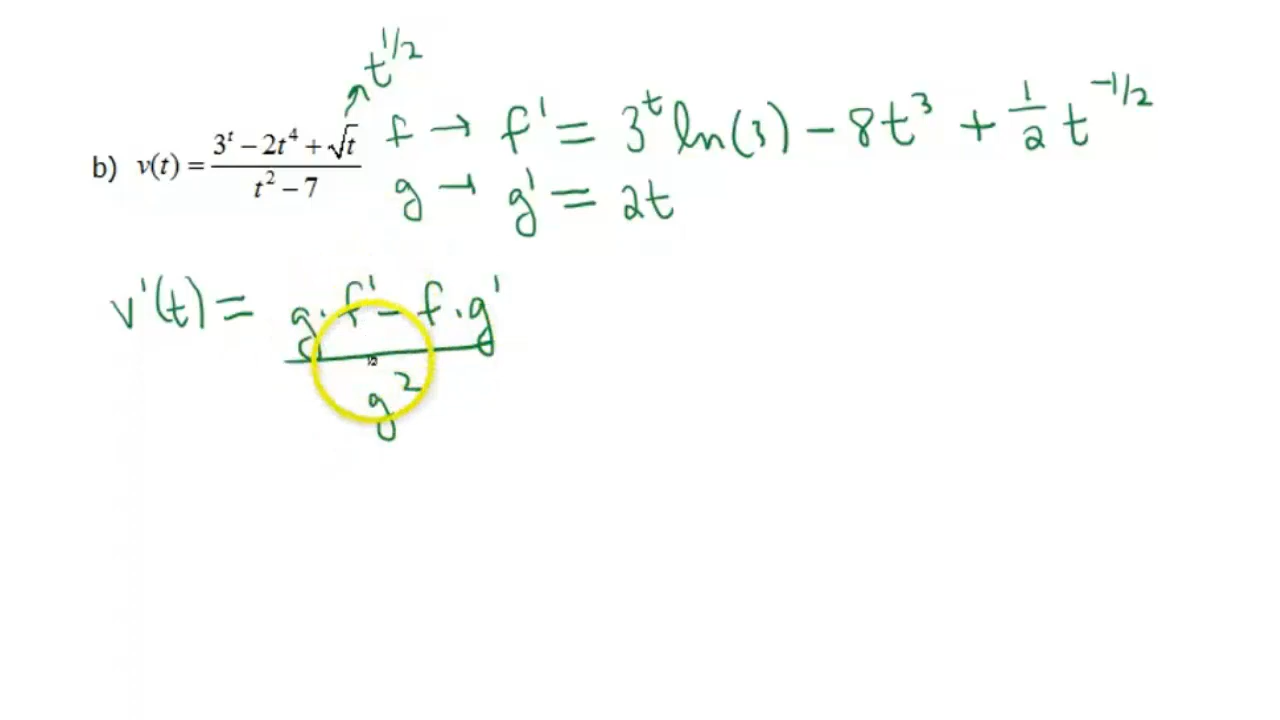 t^1/2
b) v(t) = (3^t − 2t^4 + √t) / (t^2 − 7)
f → f' = 3^t ln(3) − 8t^3 + 1/2 t^−1/2
g → g' = 2t
v'(t) = (g · f' − f · g') / g^2